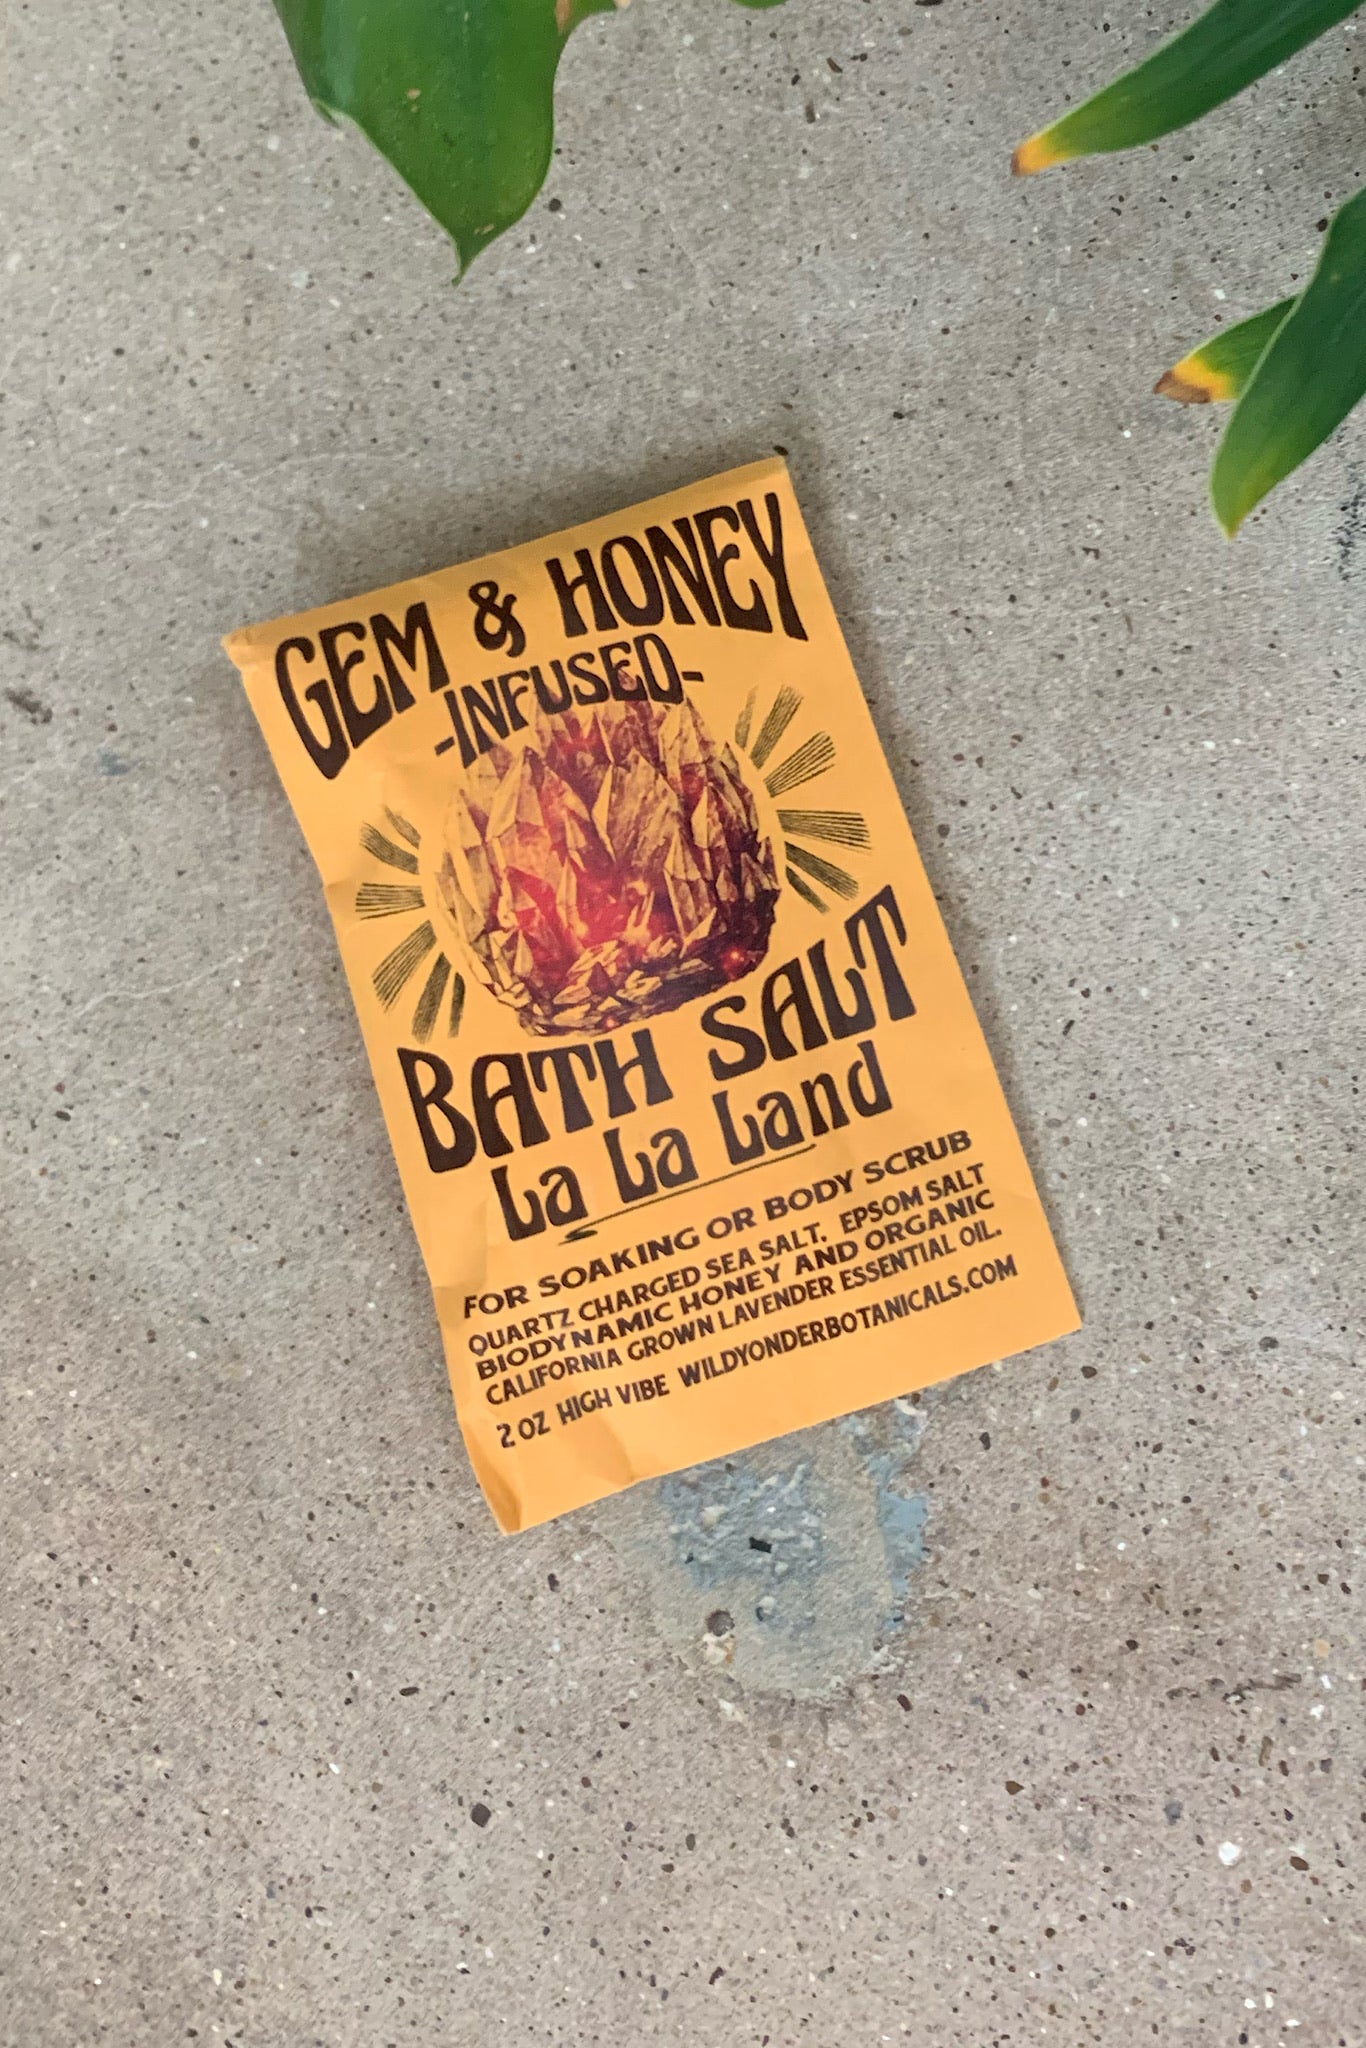 GEM & HONEY
-INFUSED-
BATH SALT
La La Land
FOR SOAKING OR BODY SCRUB
QUARTZ CHARGED SEA SALT, EPSOM SALT
BIODYNAMIC HONEY AND ORGANIC
CALIFORNIA GROWN LAVENDER ESSENTIAL OIL.
2 OZ HIGH VIBE WILDYONDERBOTANICALS.COM